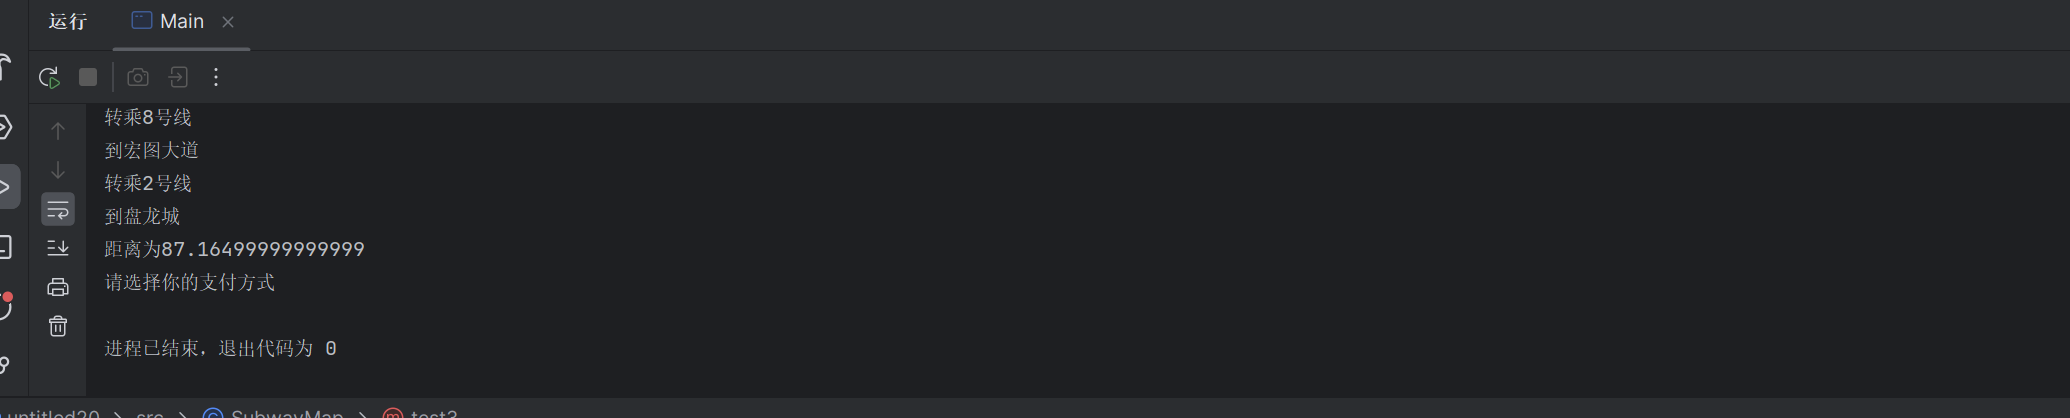 运行 Main
转乘8号线
到宏图大道
转乘2号线
到盘龙城
距离为87.16499999999999
请选择你的支付方式
进程已结束，退出代码为 0
untitled20 > src > SubwayMap > test3